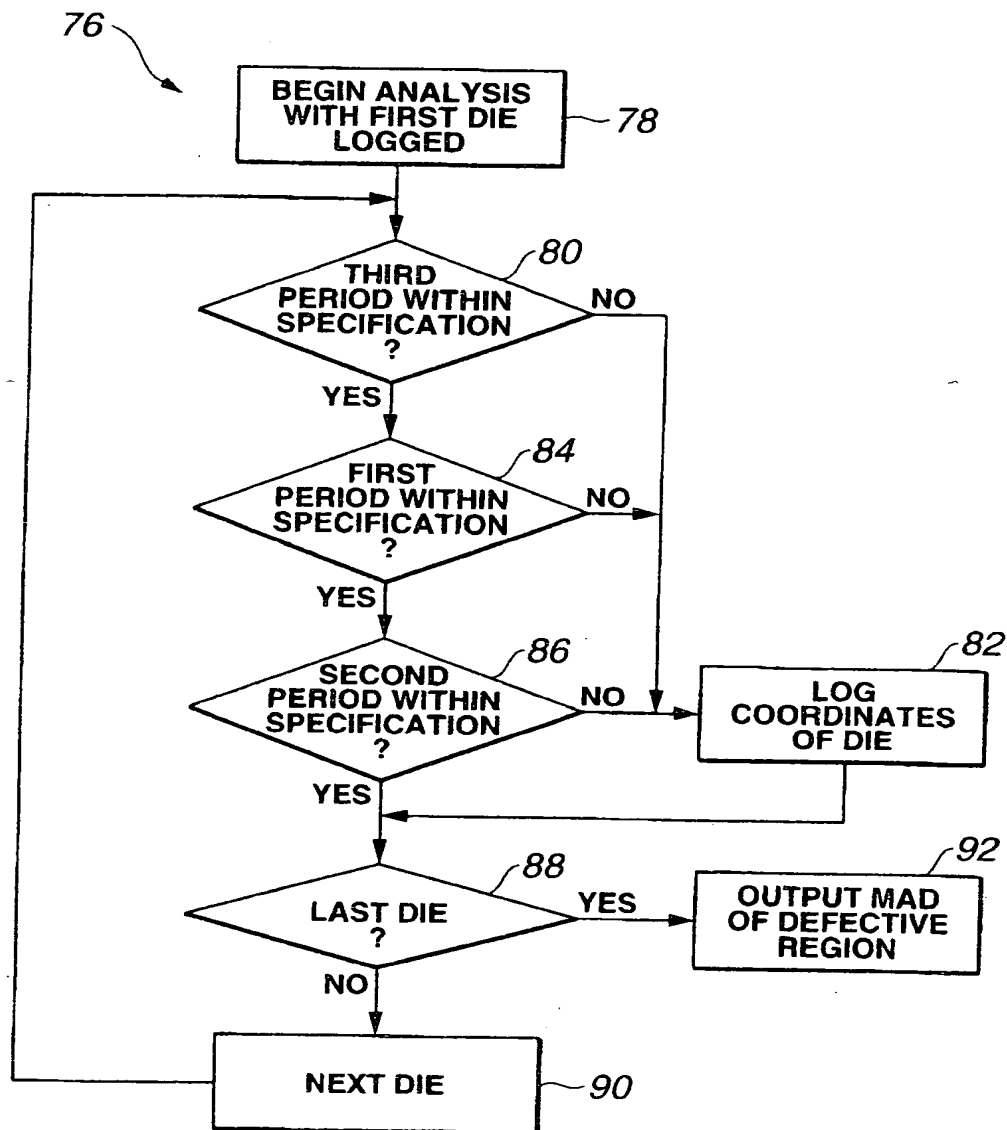 76
BEGIN ANALYSIS
WITH FIRST DIE
LOGGED
78
80
THIRD
PERIOD WITHIN
SPECIFICATION
?
NO
YES
84
FIRST
PERIOD WITHIN
SPECIFICATION
?
NO
YES
86
SECOND
PERIOD WITHIN
SPECIFICATION
?
NO
82
LOG
COORDINATES
OF DIE
YES
88
LAST DIE
?
YES
92
OUTPUT MAD
OF DEFECTIVE
REGION
NO
NEXT DIE
90